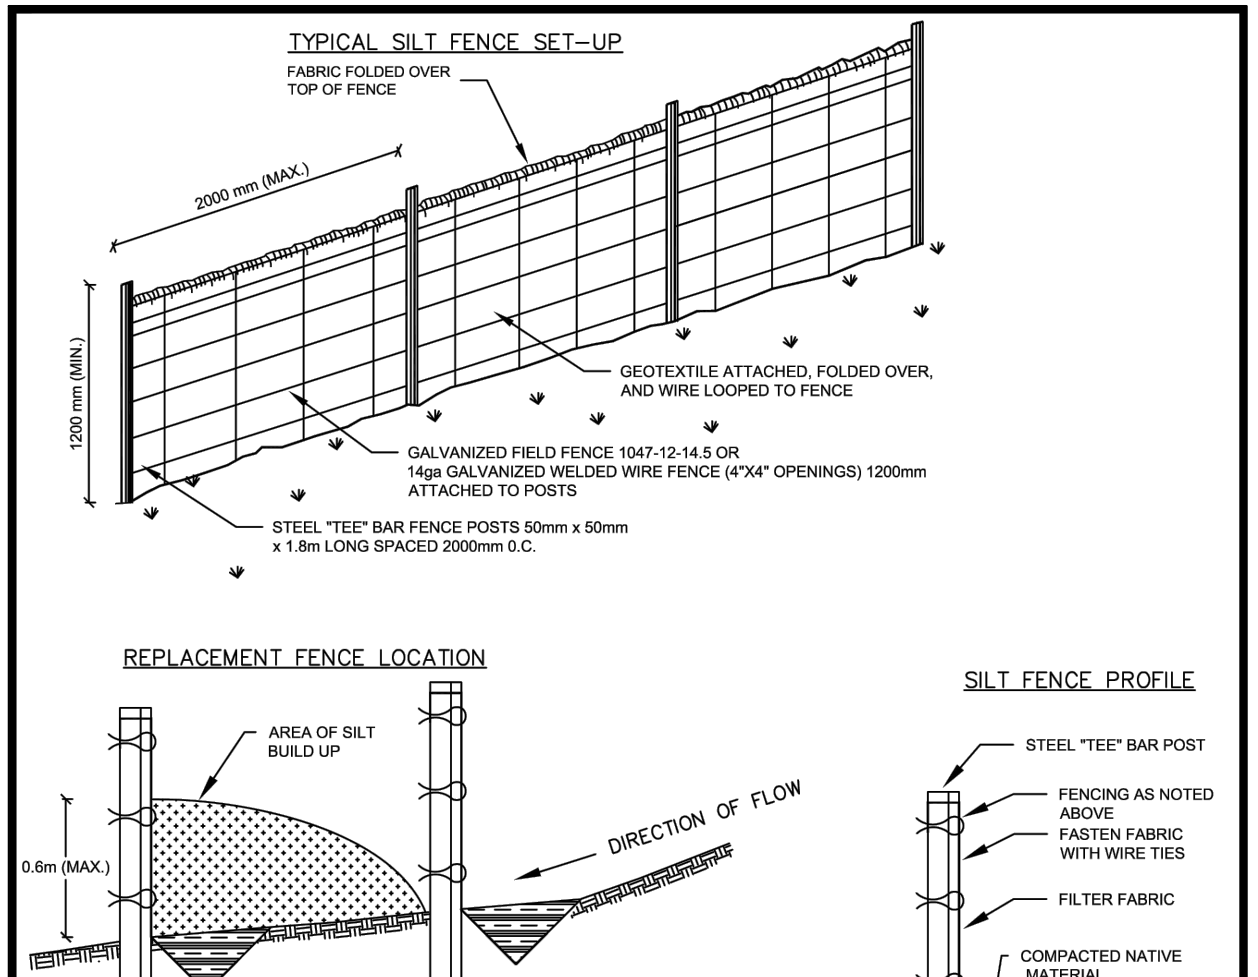 TYPICAL SILT FENCE SET-UP
FABRIC FOLDED OVER
TOP OF FENCE
2000 mm (MAX.)
1200 mm (MIN.)
GEOTEXTILE ATTACHED, FOLDED OVER,
AND WIRE LOOPED TO FENCE
GALVANIZED FIELD FENCE 1047-12-14.5 OR
14ga GALVANIZED WELDED WIRE FENCE (4"X4" OPENINGS) 1200mm
ATTACHED TO POSTS
STEEL "TEE" BAR FENCE POSTS 50mm x 50mm
x 1.8m LONG SPACED 2000mm 0.C.
REPLACEMENT FENCE LOCATION
AREA OF SILT
BUILD UP
0.6m (MAX.)
DIRECTION OF FLOW
SILT FENCE PROFILE
STEEL "TEE" BAR POST
FENCING AS NOTED
ABOVE
FASTEN FABRIC
WITH WIRE TIES
FILTER FABRIC
COMPACTED NATIVE
MATERIAL